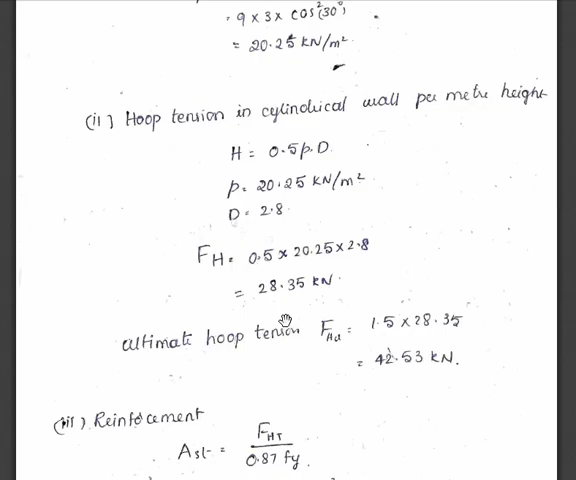 = 9 x 3 x cos²(30°)
= 20.25 KN/m²
(ii) Hoop tension in cylindrical wall per metre height
H = 0.5 p.D
p = 20.25 KN/m²
D = 2.8
FH = 0.5 x 20.25 x 2.8
= 28.35 KN.
Ultimate hoop tension FHu = 1.5 x 28.35
= 42.53 KN.
(iii) Reinforcement
Ast = FHT / 0.87 fy.